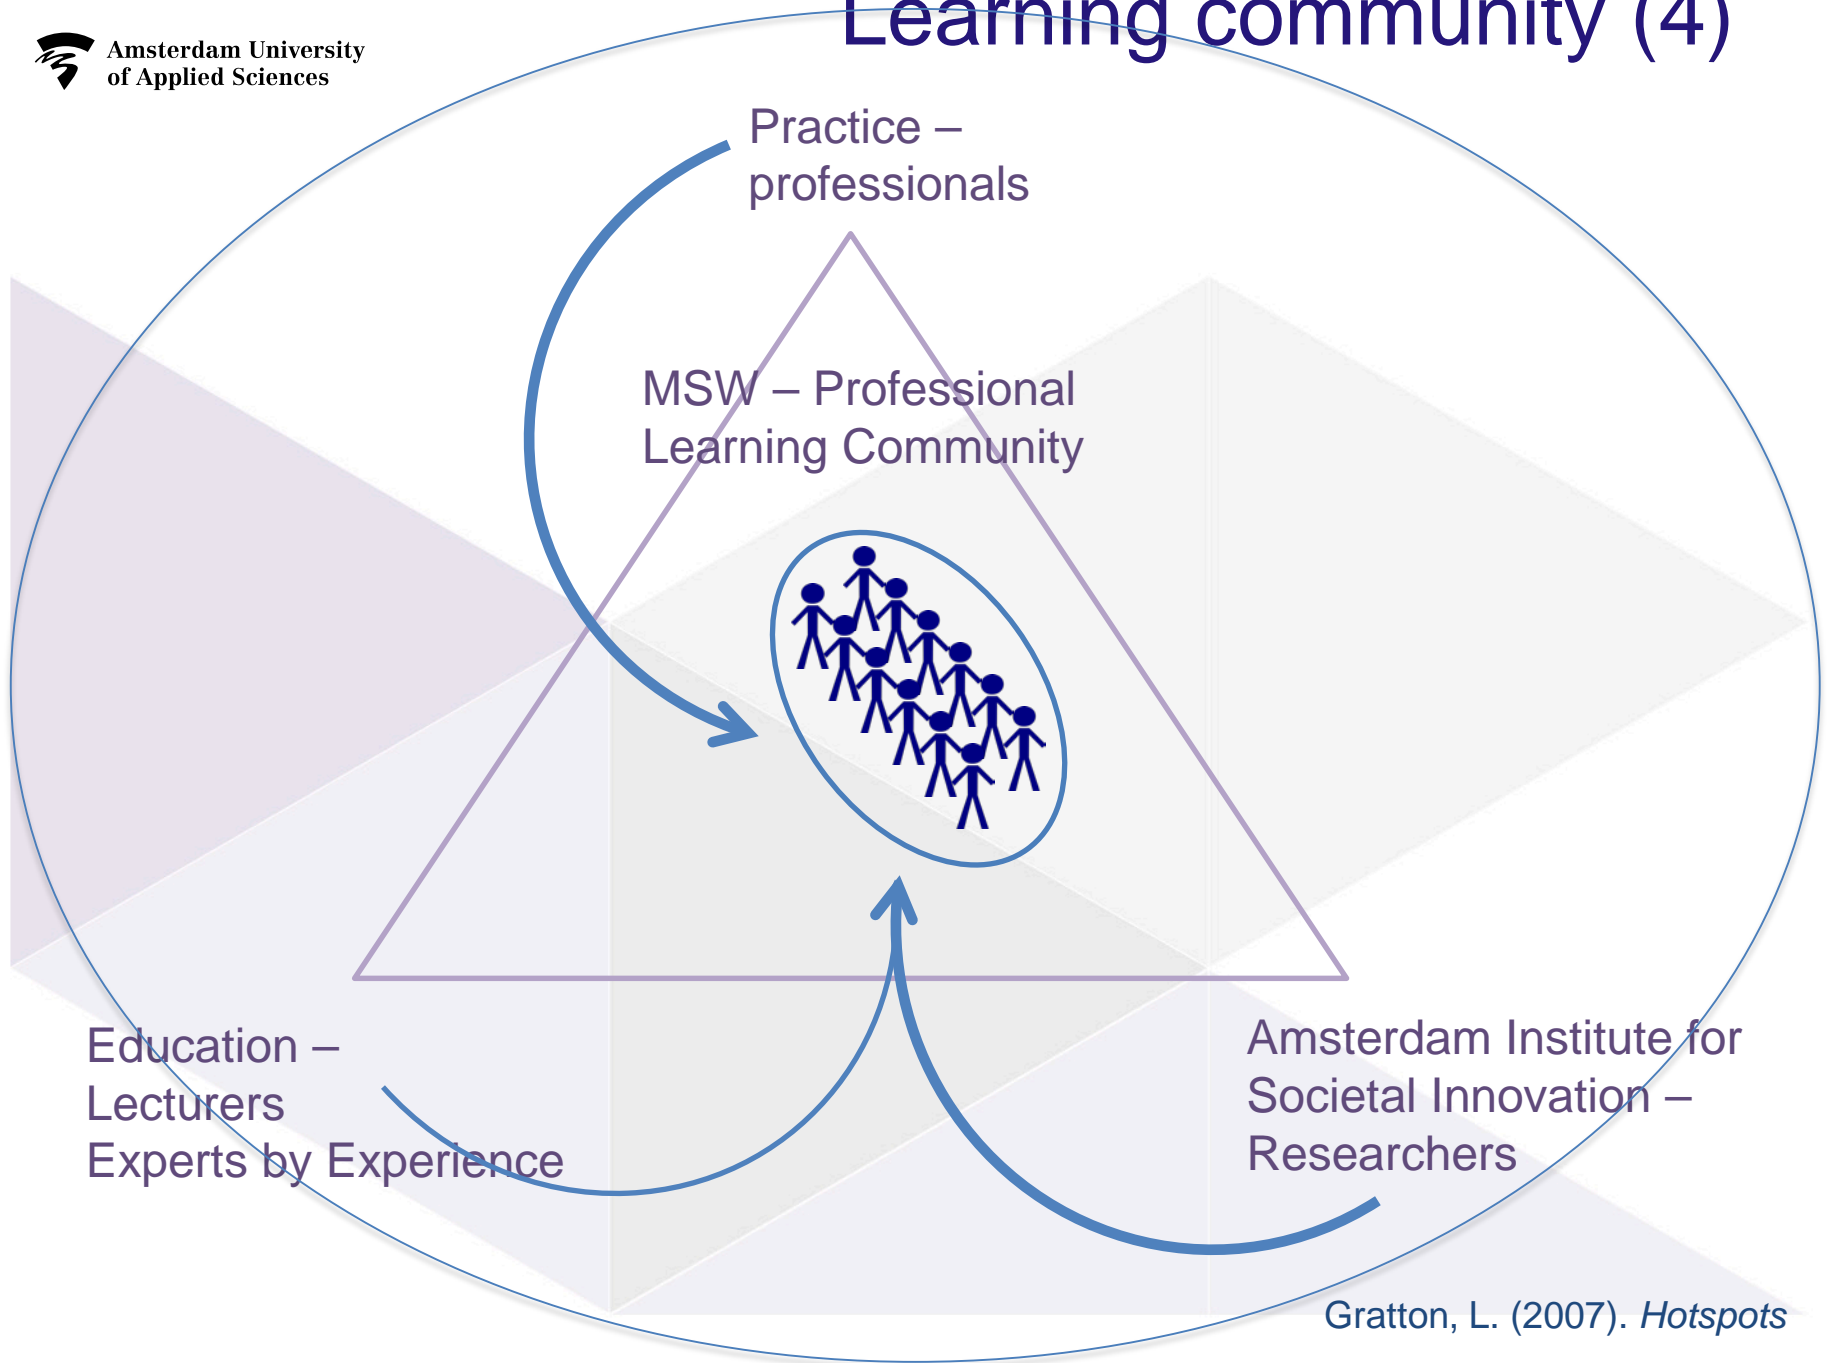 Learning community (4)
Amsterdam University
of Applied Sciences
Practice –
professionals
MSW – Professional
Learning Community
Education –
Lecturers
Experts by Experience
Amsterdam Institute for
Societal Innovation –
Researchers
Gratton, L. (2007). Hotspots